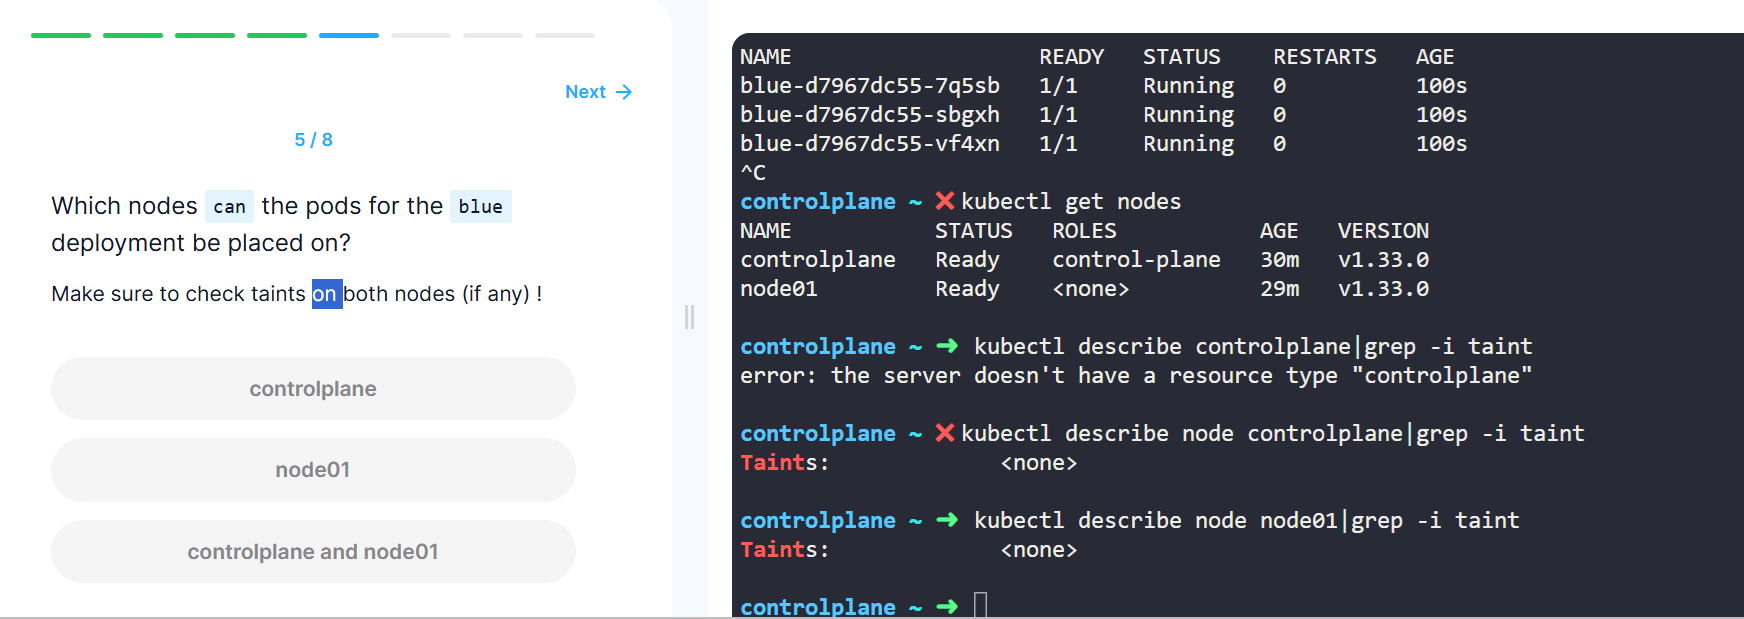 Next →
5 / 8
Which nodes can the pods for the blue
deployment be placed on?
Make sure to check taints on both nodes (if any) !
controlplane
node01
controlplane and node01
NAME READY STATUS RESTARTS AGE
blue-d7967dc55-7q5sb 1/1 Running 0 100s
blue-d7967dc55-sbgxh 1/1 Running 0 100s
blue-d7967dc55-vf4xn 1/1 Running 0 100s
^C
controlplane ~ ✖ kubectl get nodes
NAME STATUS ROLES AGE VERSION
controlplane Ready control-plane 30m v1.33.0
node01 Ready <none> 29m v1.33.0
controlplane ~ ➜ kubectl describe controlplane|grep -i taint
error: the server doesn't have a resource type "controlplane"
controlplane ~ ✖ kubectl describe node controlplane|grep -i taint
Taints: <none>
controlplane ~ ➜ kubectl describe node node01|grep -i taint
Taints: <none>
controlplane ~ ➜